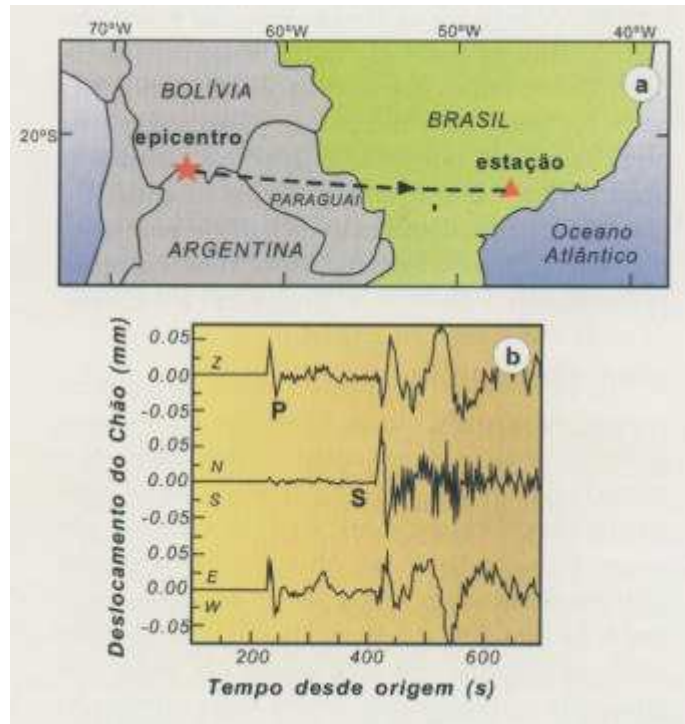 70°W 60°W 50°W 40°W
a
BOLÍVIA
BRASIL
20°S
epicentro
estação
PARAGUAI
ARGENTINA
Oceano
Atlântico
b
Deslocamento do Chão (mm)
0.05
Z
0.00
-0.05
P
0.05
N
0.00
S
S
-0.05
0.05
E
0.00
W
-0.05
200 400 600
Tempo desde origem (s)